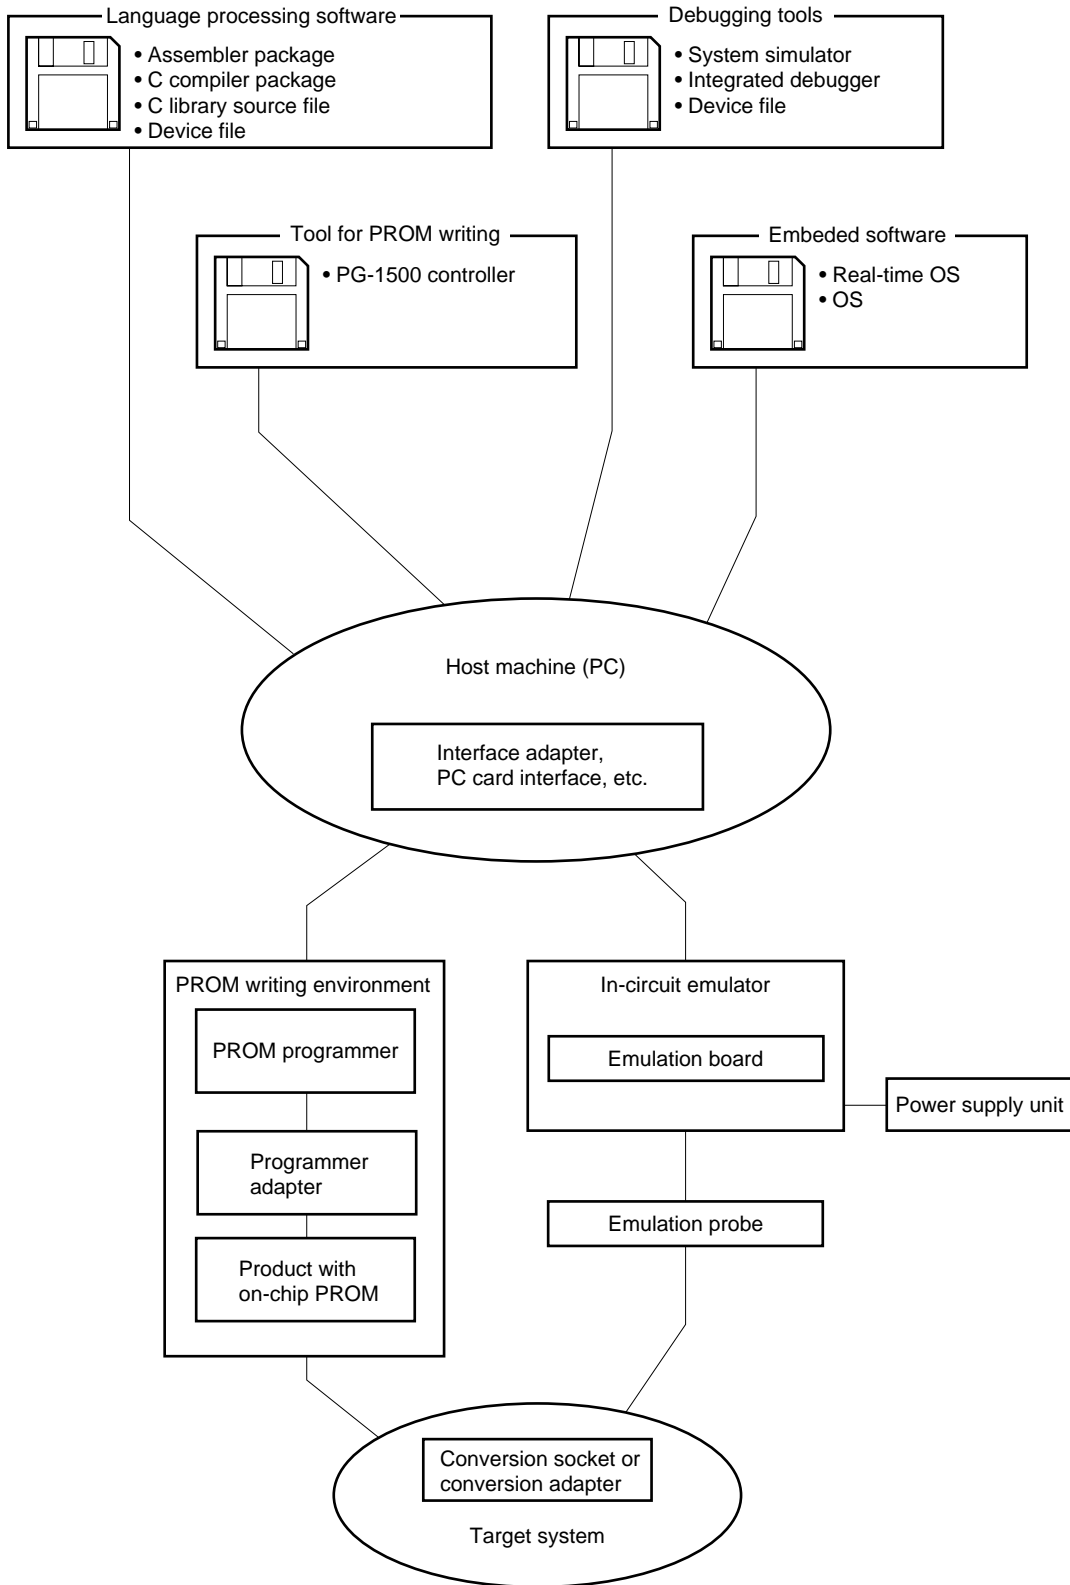 Language processing software
• Assembler package
• C compiler package
• C library source file
• Device file
Debugging tools
• System simulator
• Integrated debugger
• Device file
Tool for PROM writing
• PG-1500 controller
Embeded software
• Real-time OS
• OS
Host machine (PC)
Interface adapter,
PC card interface, etc.
PROM writing environment
PROM programmer
Programmer
adapter
Product with
on-chip PROM
In-circuit emulator
Emulation board
Power supply unit
Emulation probe
Conversion socket or
conversion adapter
Target system